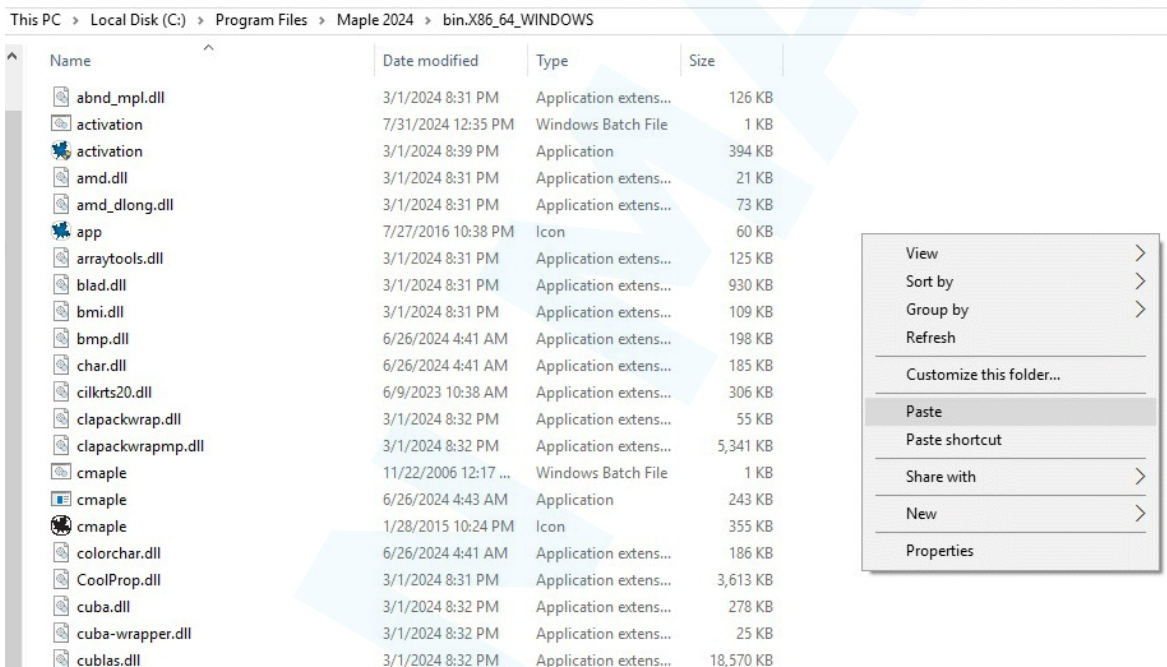 This PC > Local Disk (C:) > Program Files > Maple 2024 > bin.X86_64_WINDOWS
Name Date modified Type Size
abnd_mpl.dll 3/1/2024 8:31 PM Application extens... 126 KB
activation 7/31/2024 12:35 PM Windows Batch File 1 KB
activation 3/1/2024 8:39 PM Application 394 KB
amd.dll 3/1/2024 8:31 PM Application extens... 21 KB
amd_dlong.dll 3/1/2024 8:31 PM Application extens... 73 KB
app 7/27/2016 10:38 PM Icon 60 KB
arraytools.dll 3/1/2024 8:31 PM Application extens... 125 KB
blad.dll 3/1/2024 8:31 PM Application extens... 930 KB
bmi.dll 3/1/2024 8:31 PM Application extens... 109 KB
bmp.dll 6/26/2024 4:41 AM Application extens... 198 KB
char.dll 6/26/2024 4:41 AM Application extens... 185 KB
cilkrts20.dll 6/9/2023 10:38 AM Application extens... 306 KB
clapackwrap.dll 3/1/2024 8:32 PM Application extens... 55 KB
clapackwrapmp.dll 3/1/2024 8:32 PM Application extens... 5,341 KB
cmaple 11/22/2006 12:17 ... Windows Batch File 1 KB
cmaple 6/26/2024 4:43 AM Application 243 KB
cmaple 1/28/2015 10:24 PM Icon 355 KB
colorchar.dll 6/26/2024 4:41 AM Application extens... 186 KB
CoolProp.dll 3/1/2024 8:31 PM Application extens... 3,613 KB
cuba.dll 3/1/2024 8:32 PM Application extens... 278 KB
cuba-wrapper.dll 3/1/2024 8:32 PM Application extens... 25 KB
cublas.dll 3/1/2024 8:32 PM Application extens... 18,570 KB
View
Sort by
Group by
Refresh
Customize this folder...
Paste
Paste shortcut
Share with
New
Properties